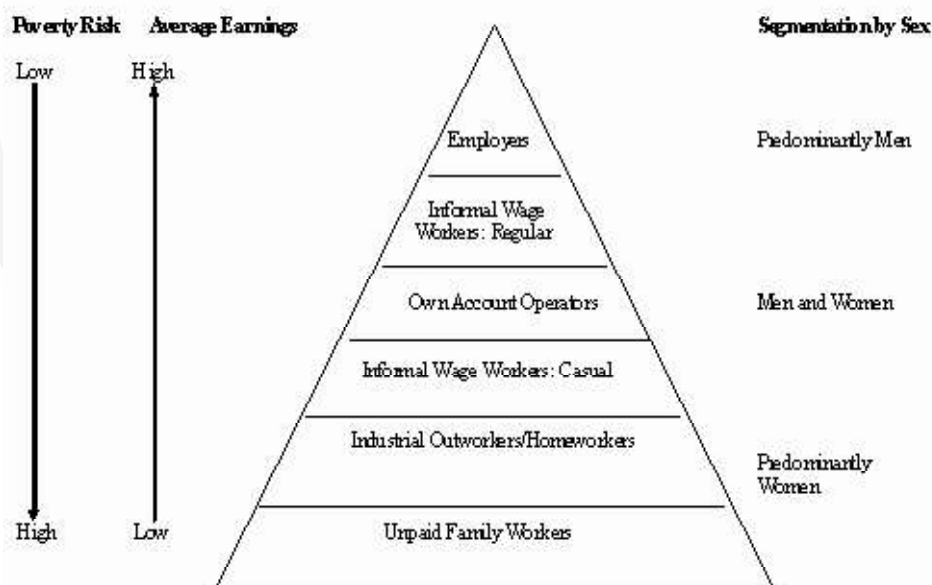 Poverty Risk Average Earnings Segmentation by Sex
Low High
Employers Predominantly Men
Informal Wage
Workers: Regular
Own Account Operators Men and Women
Informal Wage Workers: Casual
Industrial Outworkers/Homeworkers
Predominantly
Women
High Low Unpaid Family Workers